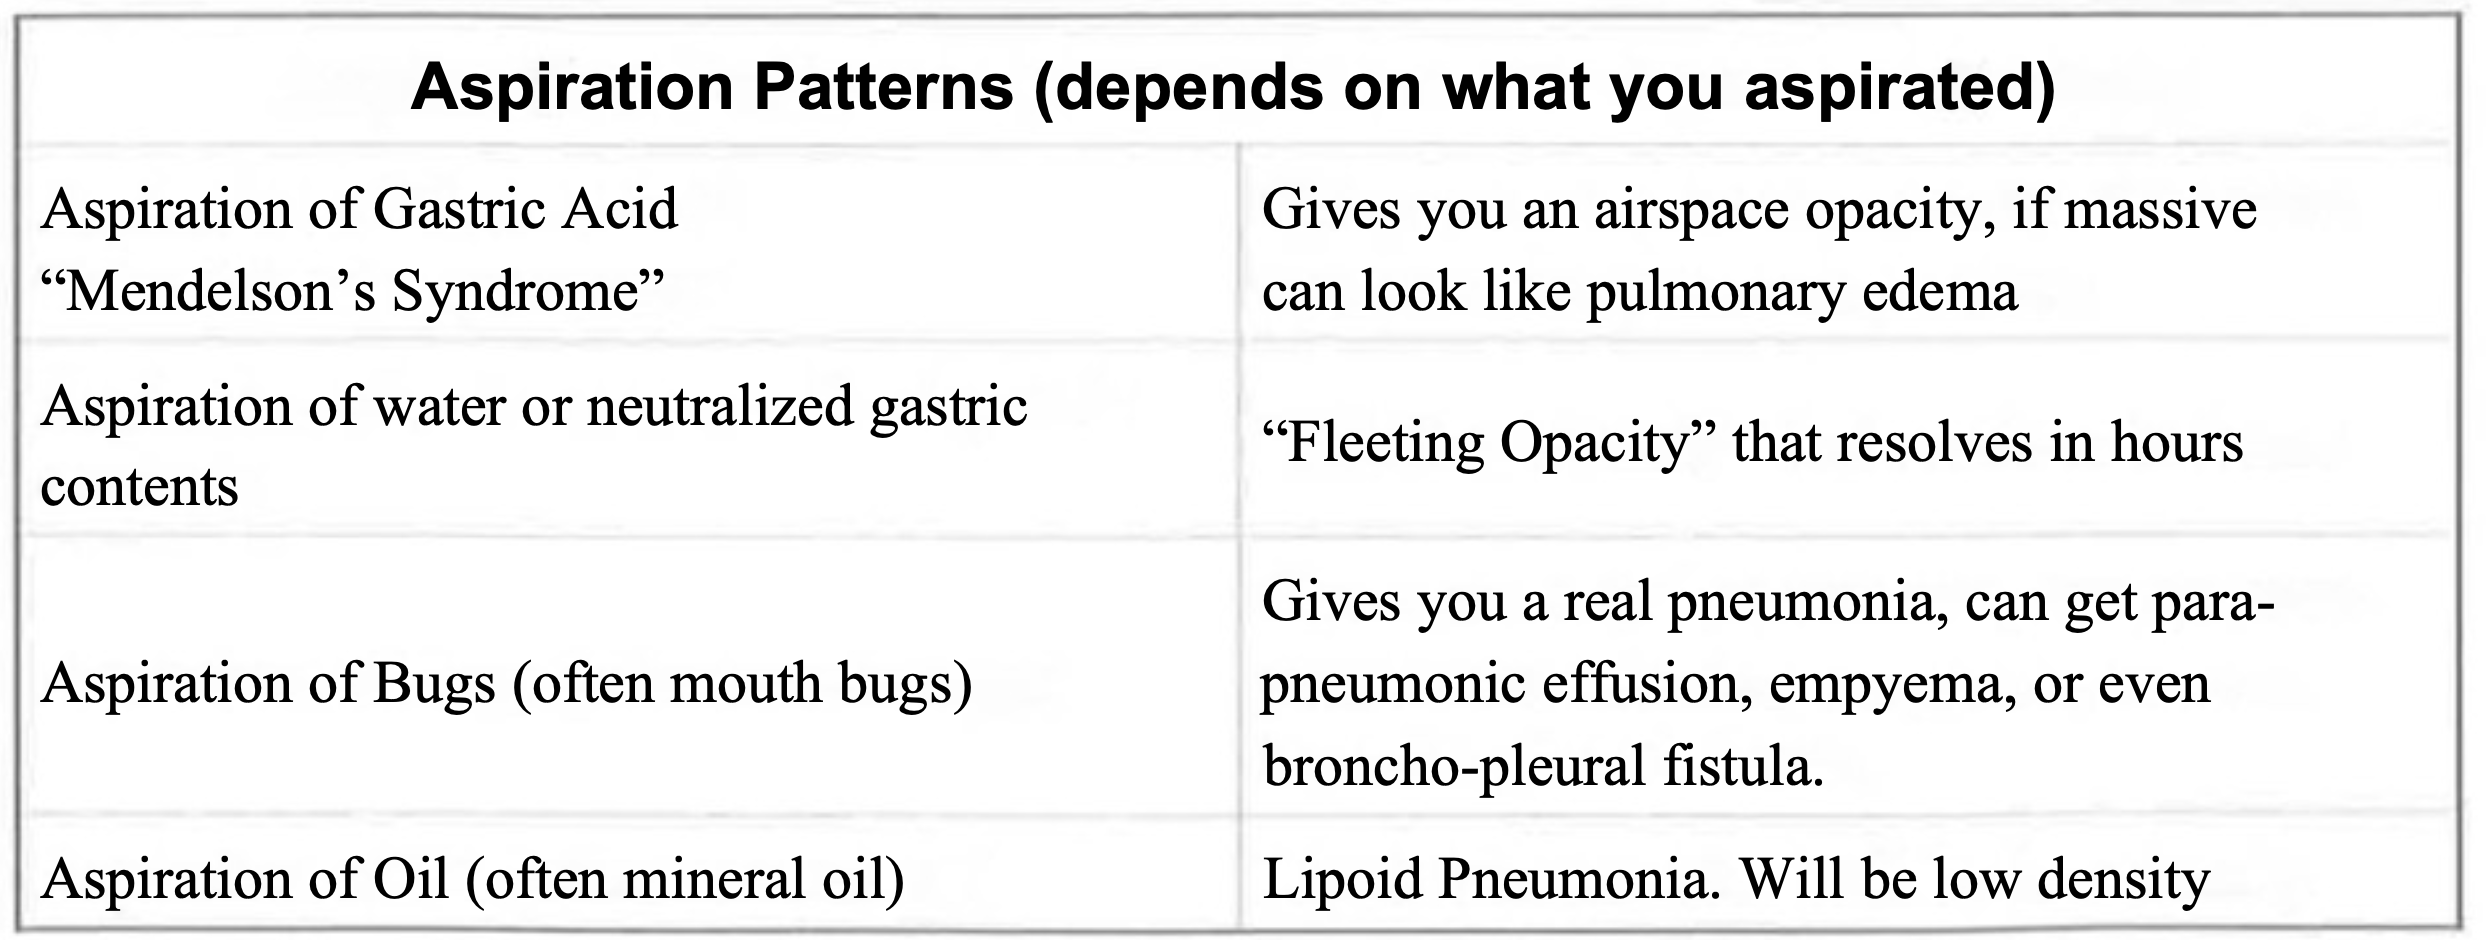 Aspiration Patterns (depends on what you aspirated)
Aspiration of Gastric Acid
“Mendelson’s Syndrome”
Gives you an airspace opacity, if massive
can look like pulmonary edema
Aspiration of water or neutralized gastric
contents
“Fleeting Opacity” that resolves in hours
Aspiration of Bugs (often mouth bugs)
Gives you a real pneumonia, can get para-
pneumonic effusion, empyema, or even
broncho-pleural fistula.
Aspiration of Oil (often mineral oil)
Lipoid Pneumonia. Will be low density